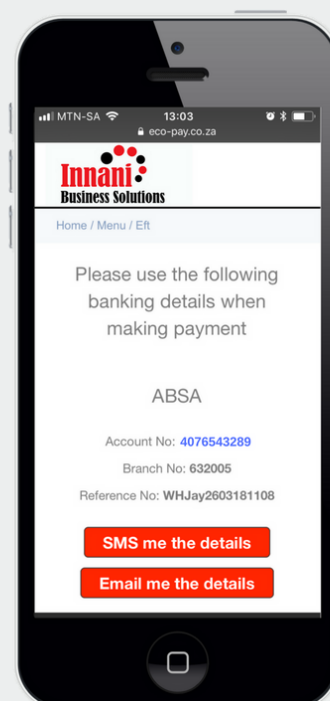 MTN-SA 13:03
eco-pay.co.za
Innani
Business Solutions
Home / Menu / Eft
Please use the following
banking details when
making payment
ABSA
Account No: 4076543289
Branch No: 632005
Reference No: WHJay2603181108
SMS me the details
Email me the details